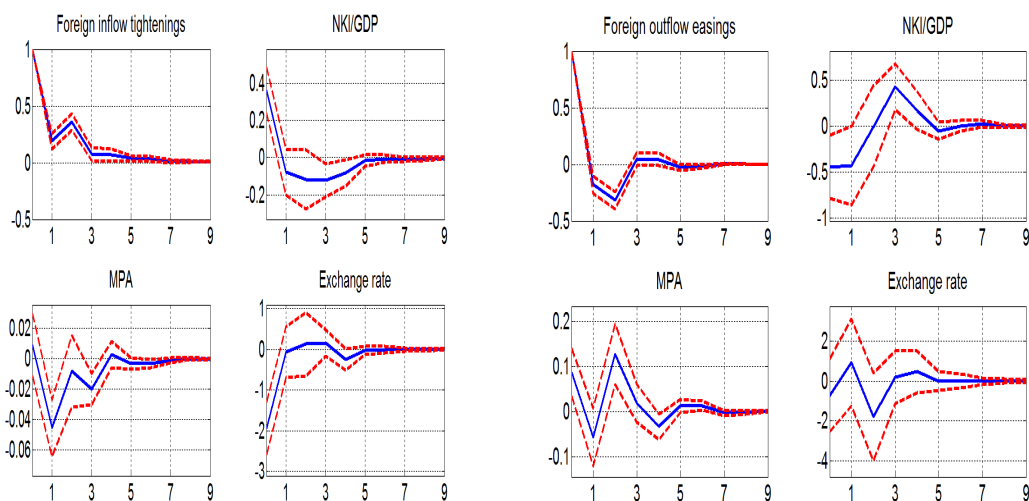 Foreign inflow tightenings
NKI/GDP
Foreign outflow easings
NKI/GDP
1
0.5
0
-0.5
1 3 5 7 9
0.4
0.2
0
-0.2
1 3 5 7 9
1
0.5
0
-0.5
1 3 5 7 9
0.5
0
-0.5
-1
1 3 5 7 9
MPA
Exchange rate
MPA
Exchange rate
0.02
0
-0.02
-0.04
-0.06
1 3 5 7 9
1
0
-1
-2
-3
1 3 5 7 9
0.2
0.1
0
-0.1
1 3 5 7 9
2
0
-2
-4
1 3 5 7 9